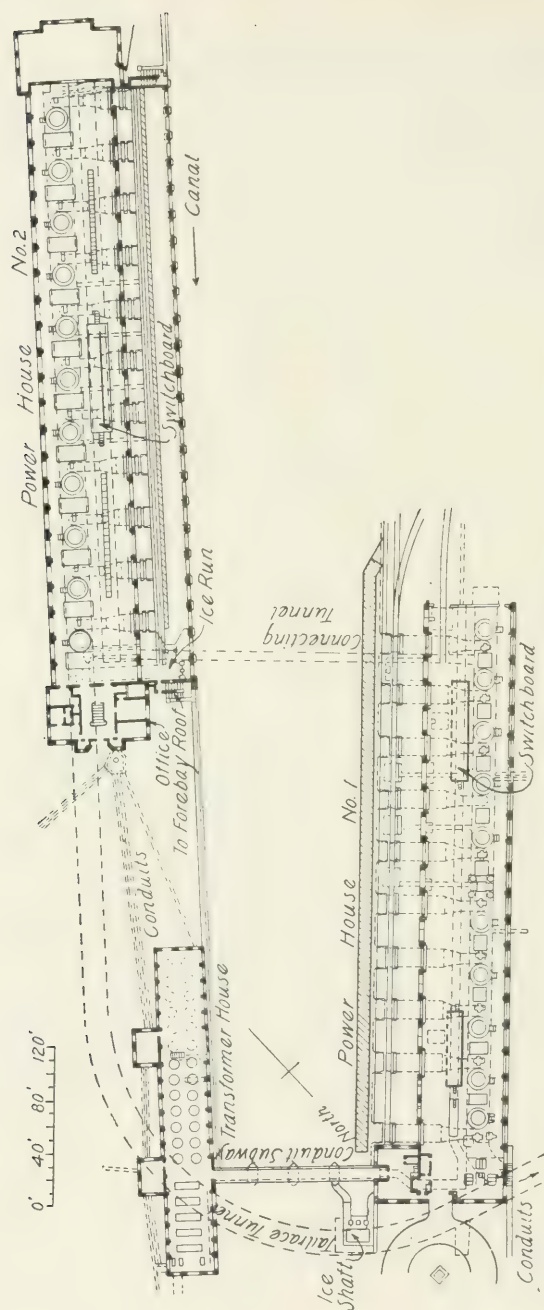 Power House No.2
Canal
Switchboard
Ice Run
Office
To Forebay Roof
Connecting
Tunnel
Conduits
Power House No.1
Switchboard
0' 40' 80' 120'
Transformer House
North
Conduit Subway
Tailrace Tunnel
Ice
Shaft
Conduits